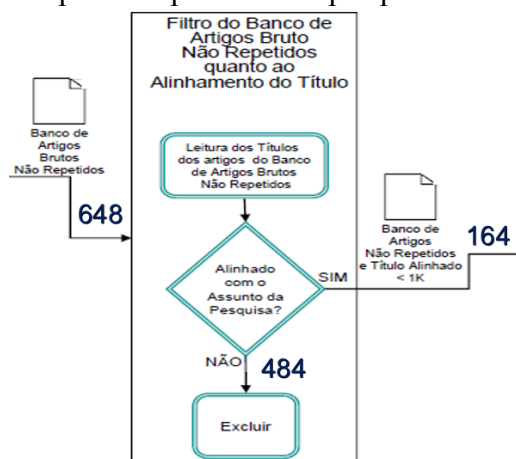 Filtro do Banco de
Artigos Bruto
Não Repetidos
quanto ao
Alinhamento do Título
Banco de
Artigos
Brutos
Não Repetidos
648
Leitura dos Títulos
dos artigos do Banco
de Artigos Brutos
Não Repetidos
Alinhado
com o
Assunto da
Pesquisa?
SIM
Banco de
Artigos
Não Repetidos
e Título Alinhado
< 1K
164
NÃO
484
Excluir